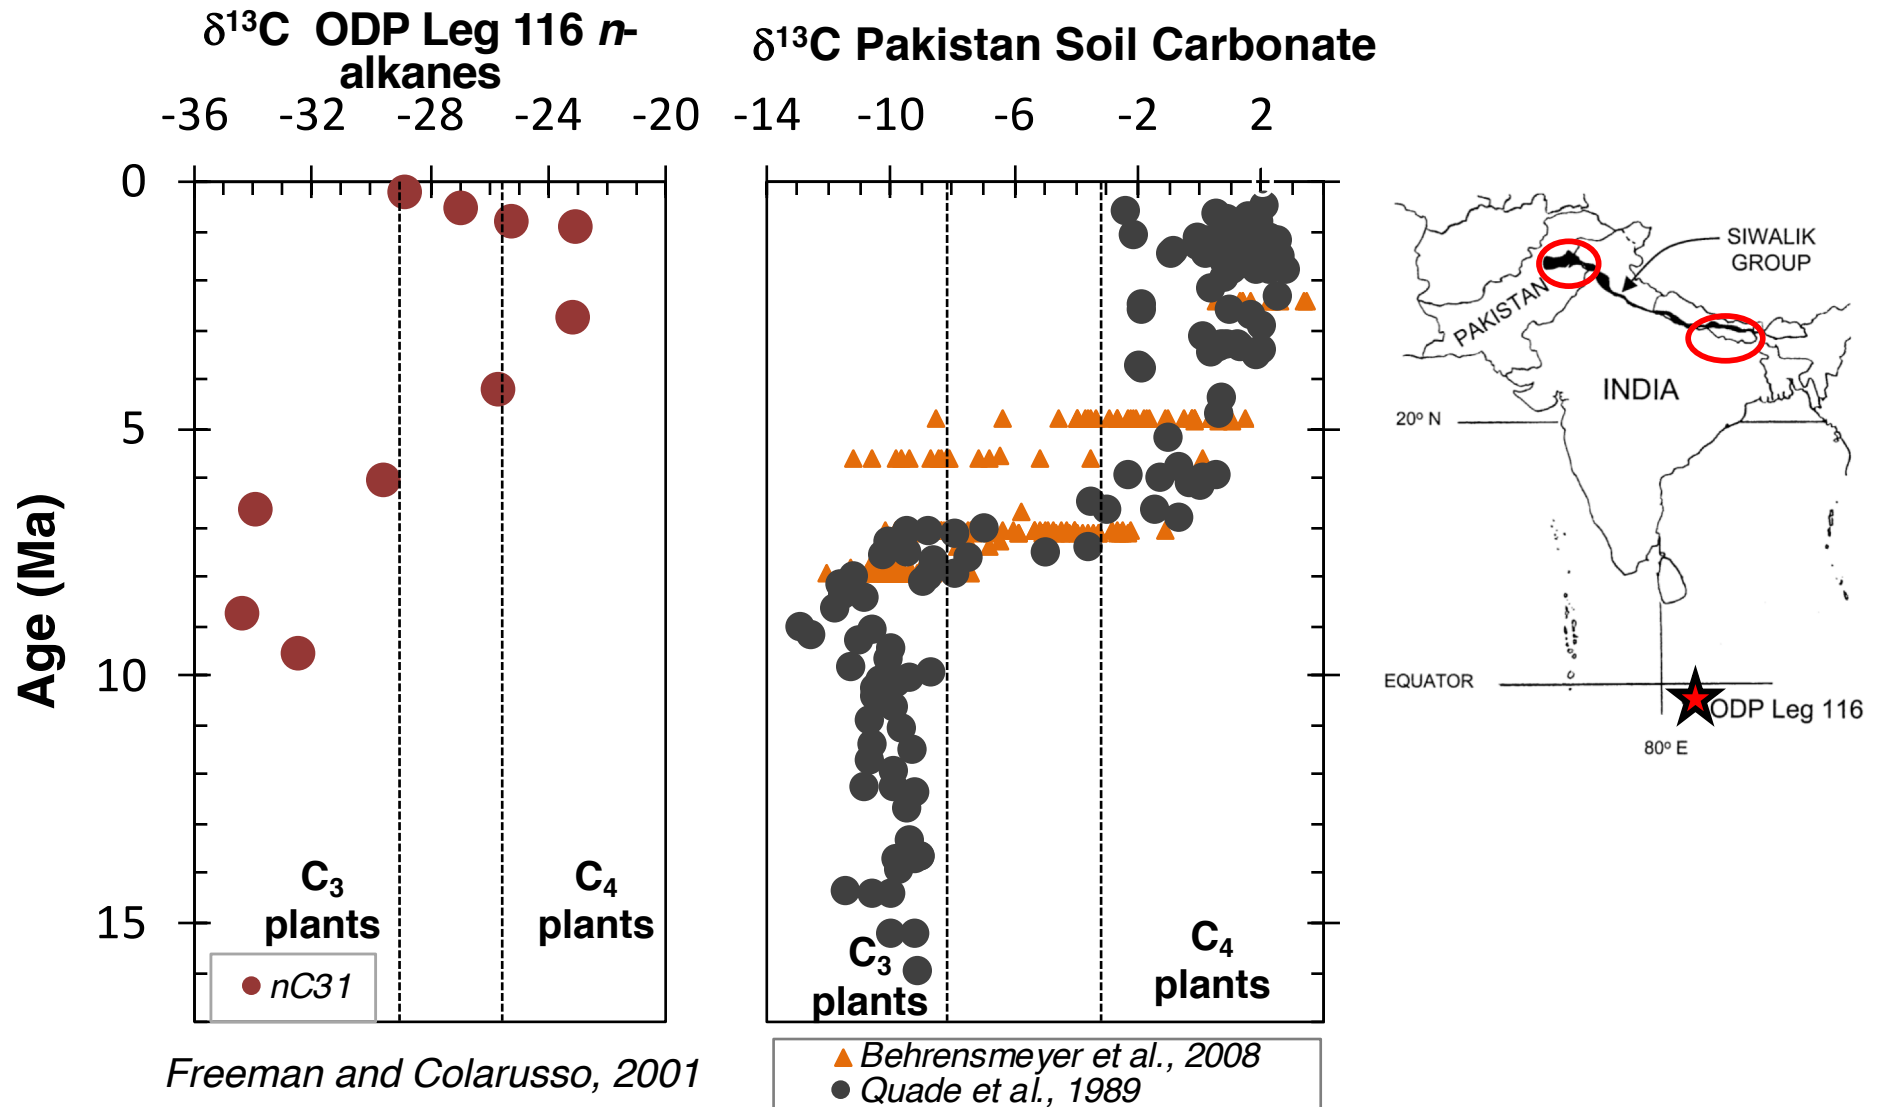 δ13C ODP Leg 116 n-
alkanes
-36 -32 -28 -24 -20
δ13C Pakistan Soil Carbonate
-14 -10 -6 -2 2
Age (Ma)
0
5
10
15
C3
plants
C4
plants
nC31
Freeman and Colarusso, 2001
C3
plants
C4
plants
Behrensmeyer et al., 2008
Quade et al., 1989
SIWALIK
GROUP
PAKISTAN
INDIA
20o N
EQUATOR
ODP Leg 116
80o E